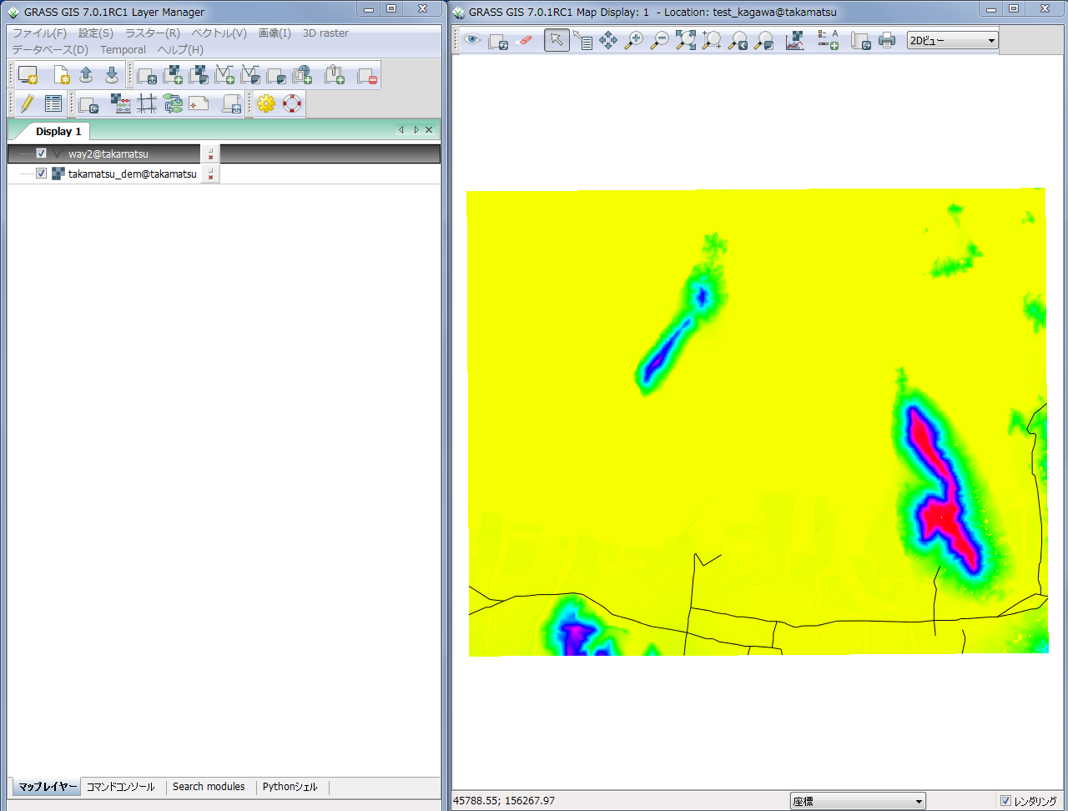 GRASS GIS 7.0.1RC1 Layer Manager
ファイル(F) 設定(S) ラスター(R) ベクトル(V) 画像(I) 3D raster
データベース(D) Temporal ヘルプ(H)
Display 1
way2@takamatsu
takamatsu_dem@takamatsu
マップレイヤー コマンドコンソール Search modules Pythonシェル
GRASS GIS 7.0.1RC1 Map Display: 1 - Location: test_kagawa@takamatsu
2Dビュー
45788.55; 156267.97 座標 レンダリング